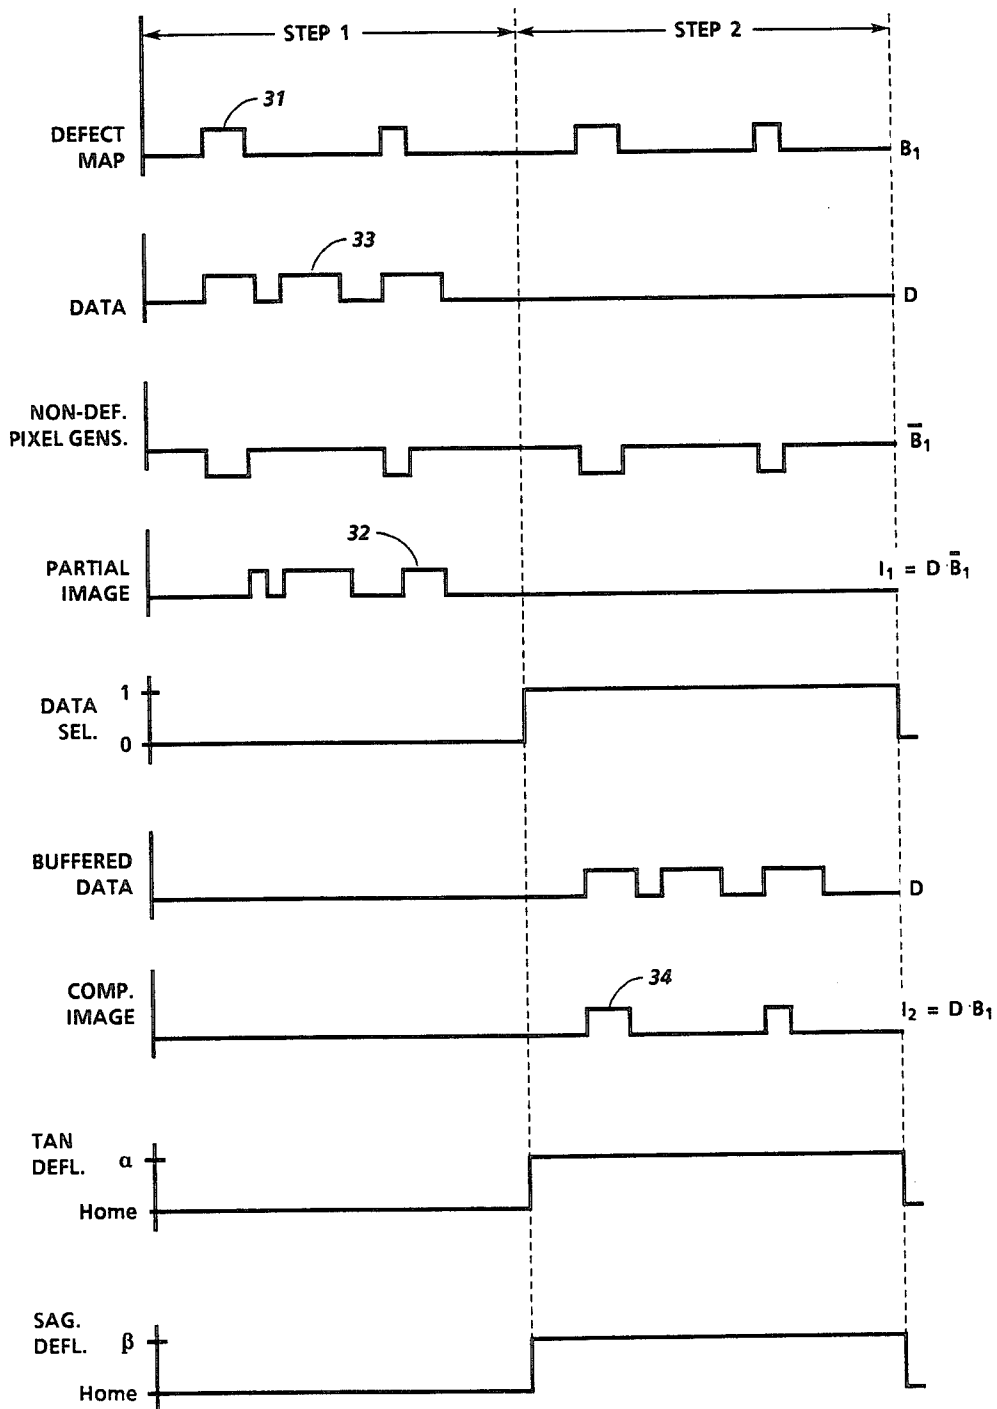 STEP 1
STEP 2
31
DEFECT
MAP
B₁
33
DATA
D
NON-DEF.
PIXEL GENS.
B̅₁
32
PARTIAL
IMAGE
I₁ = D·B̅₁
DATA
SEL.
1
0
BUFFERED
DATA
D
34
COMP.
IMAGE
I₂ = D·B₁
TAN
DEFL.
α
Home
SAG.
DEFL.
β
Home